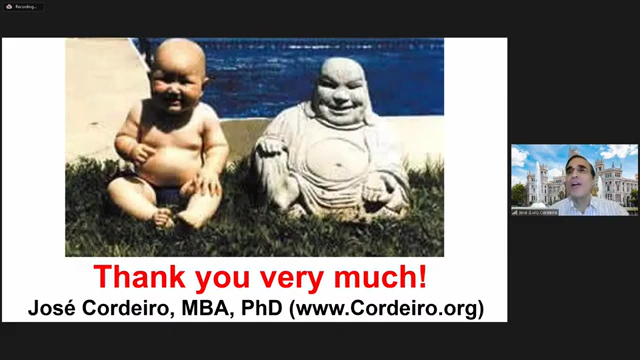 Recording...
Thank you very much!
José Cordeiro, MBA, PhD (www.Cordeiro.org)